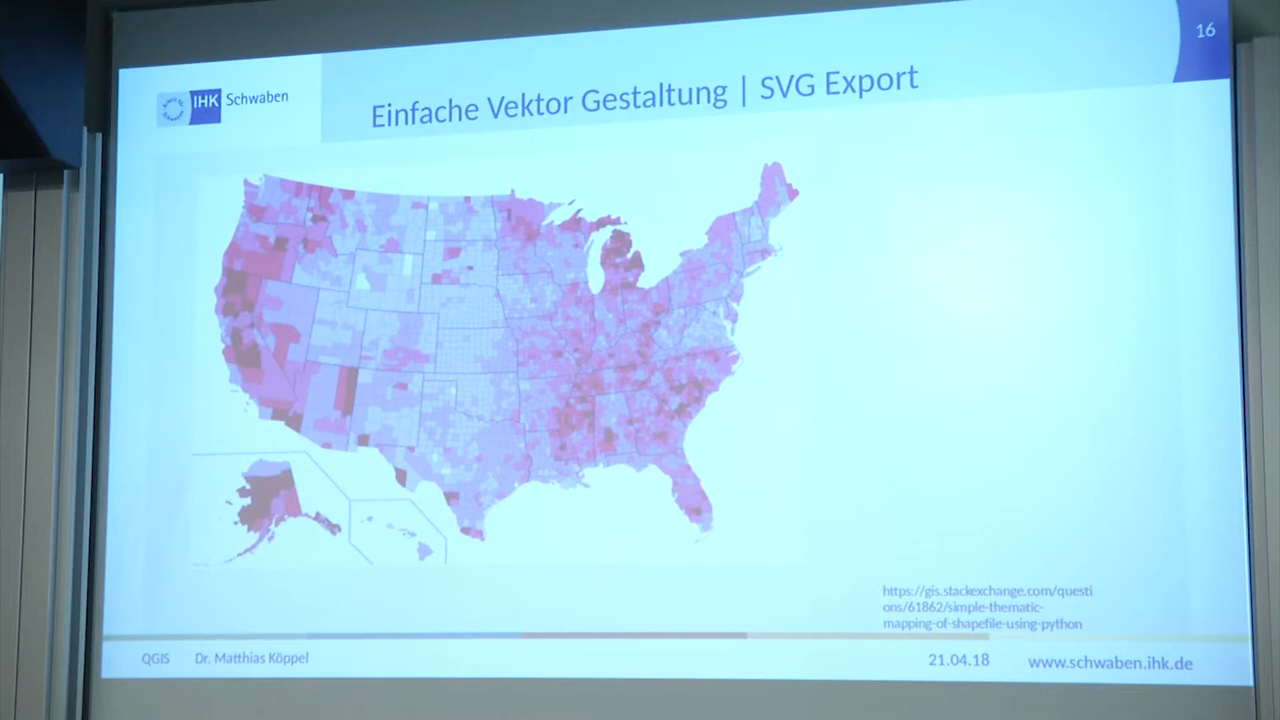 16
IHK Schwaben
Einfache Vektor Gestaltung | SVG Export
https://gis.stackexchange.com/questi
ons/61862/simple-thematic-
mapping-of-shapefile-using-python
QGIS Dr. Matthias Köppel 21.04.18 www.schwaben.ihk.de